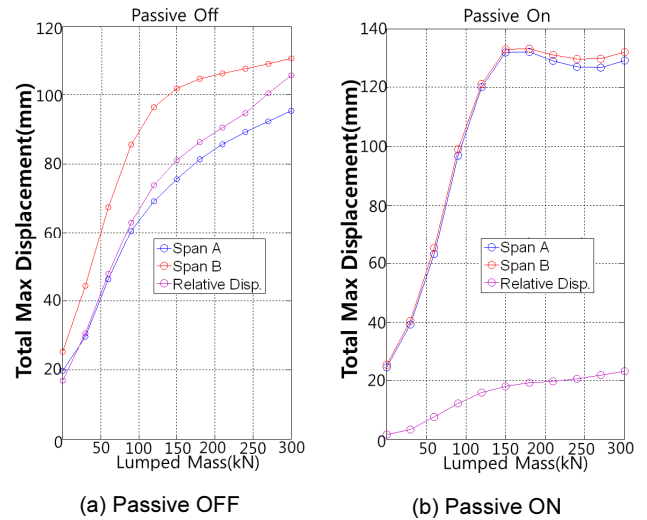 Passive Off
Total Max Displacement(mm)
120
100
80
60
40
20
0
50
100
150
200
250
300
Lumped Mass(kN)
Span A
Span B
Relative Disp.
(a) Passive OFF
Passive On
Total Max Displacement(mm)
140
120
100
80
60
40
20
0
50
100
150
200
250
300
Lumped Mass(kN)
Span A
Span B
Relative Disp.
(b) Passive ON